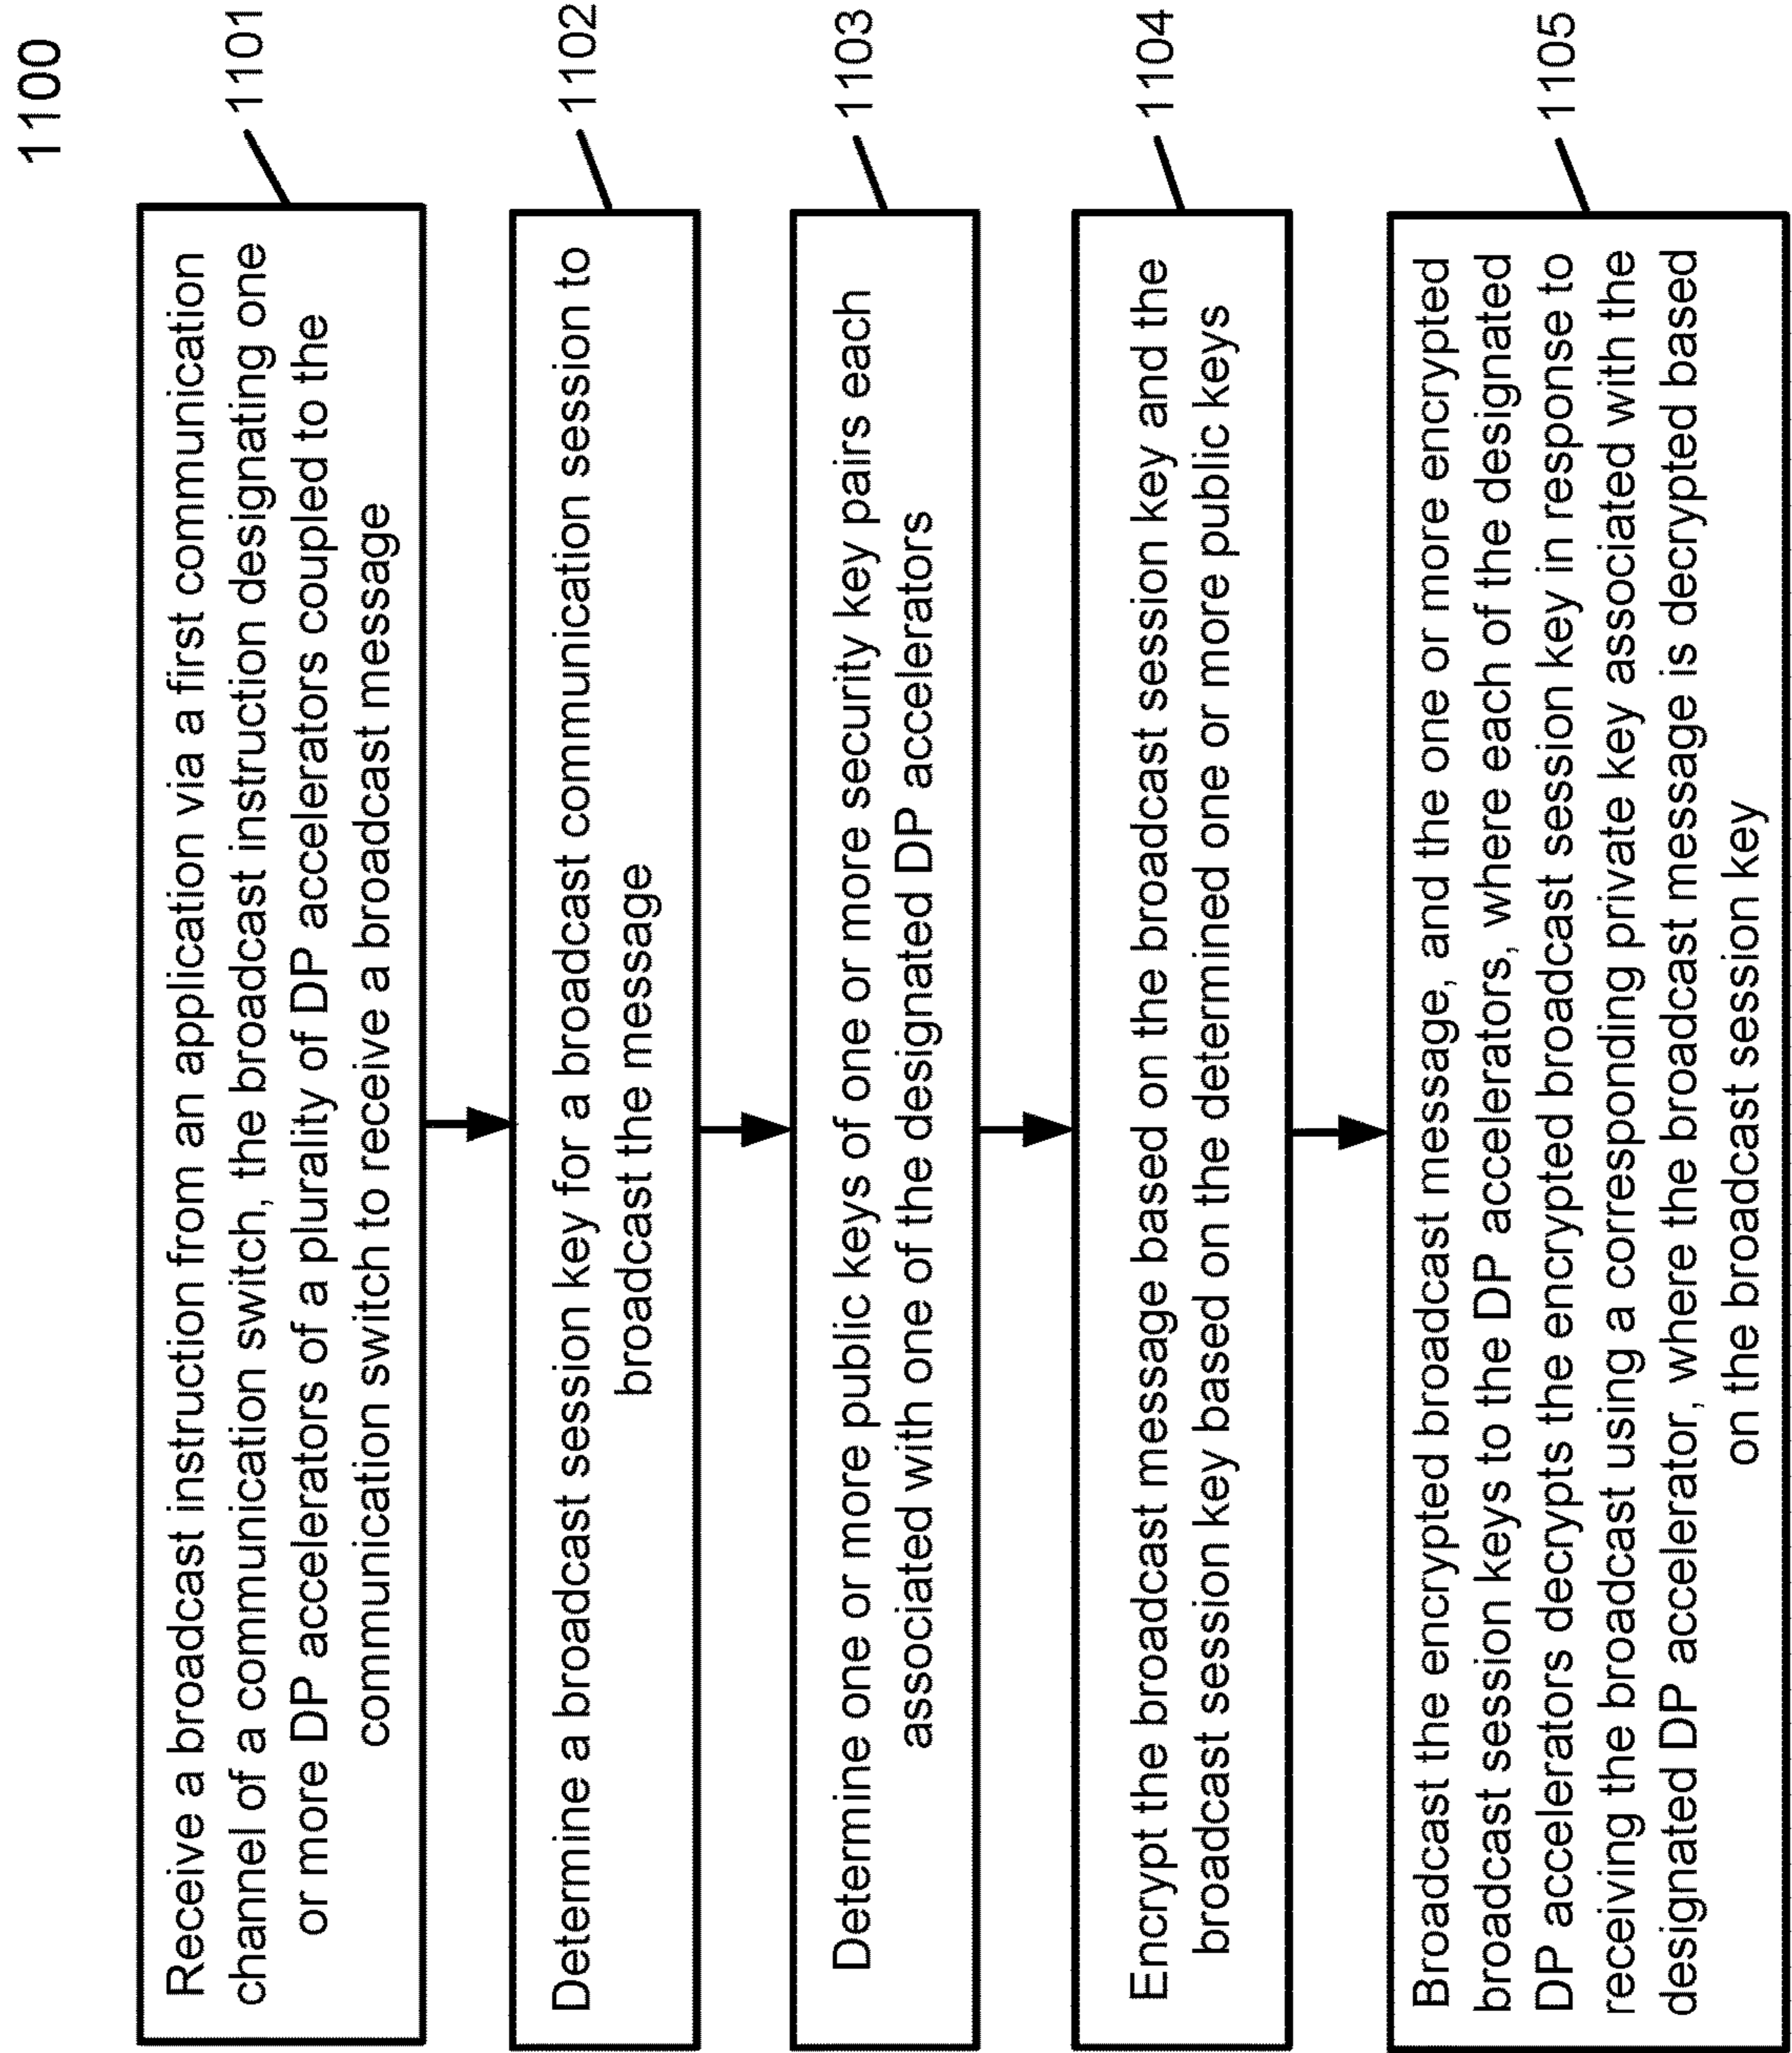 1100
Receive a broadcast instruction from an application via a first communication
channel of a communication switch, the broadcast instruction designating one
or more DP accelerators of a plurality of DP accelerators coupled to the
communication switch to receive a broadcast message
1101
Determine a broadcast session key for a broadcast communication session to
broadcast the message
1102
Determine one or more public keys of one or more security key pairs each
associated with one of the designated DP accelerators
1103
Encrypt the broadcast message based on the broadcast session key and the
broadcast session key based on the determined one or more public keys
1104
Broadcast the encrypted broadcast message, and the one or more encrypted
broadcast session keys to the DP accelerators, where each of the designated
DP accelerators decrypts the encrypted broadcast session key in response to
receiving the broadcast using a corresponding private key associated with the
designated DP accelerator, where the broadcast message is decrypted based
on the broadcast session key
1105